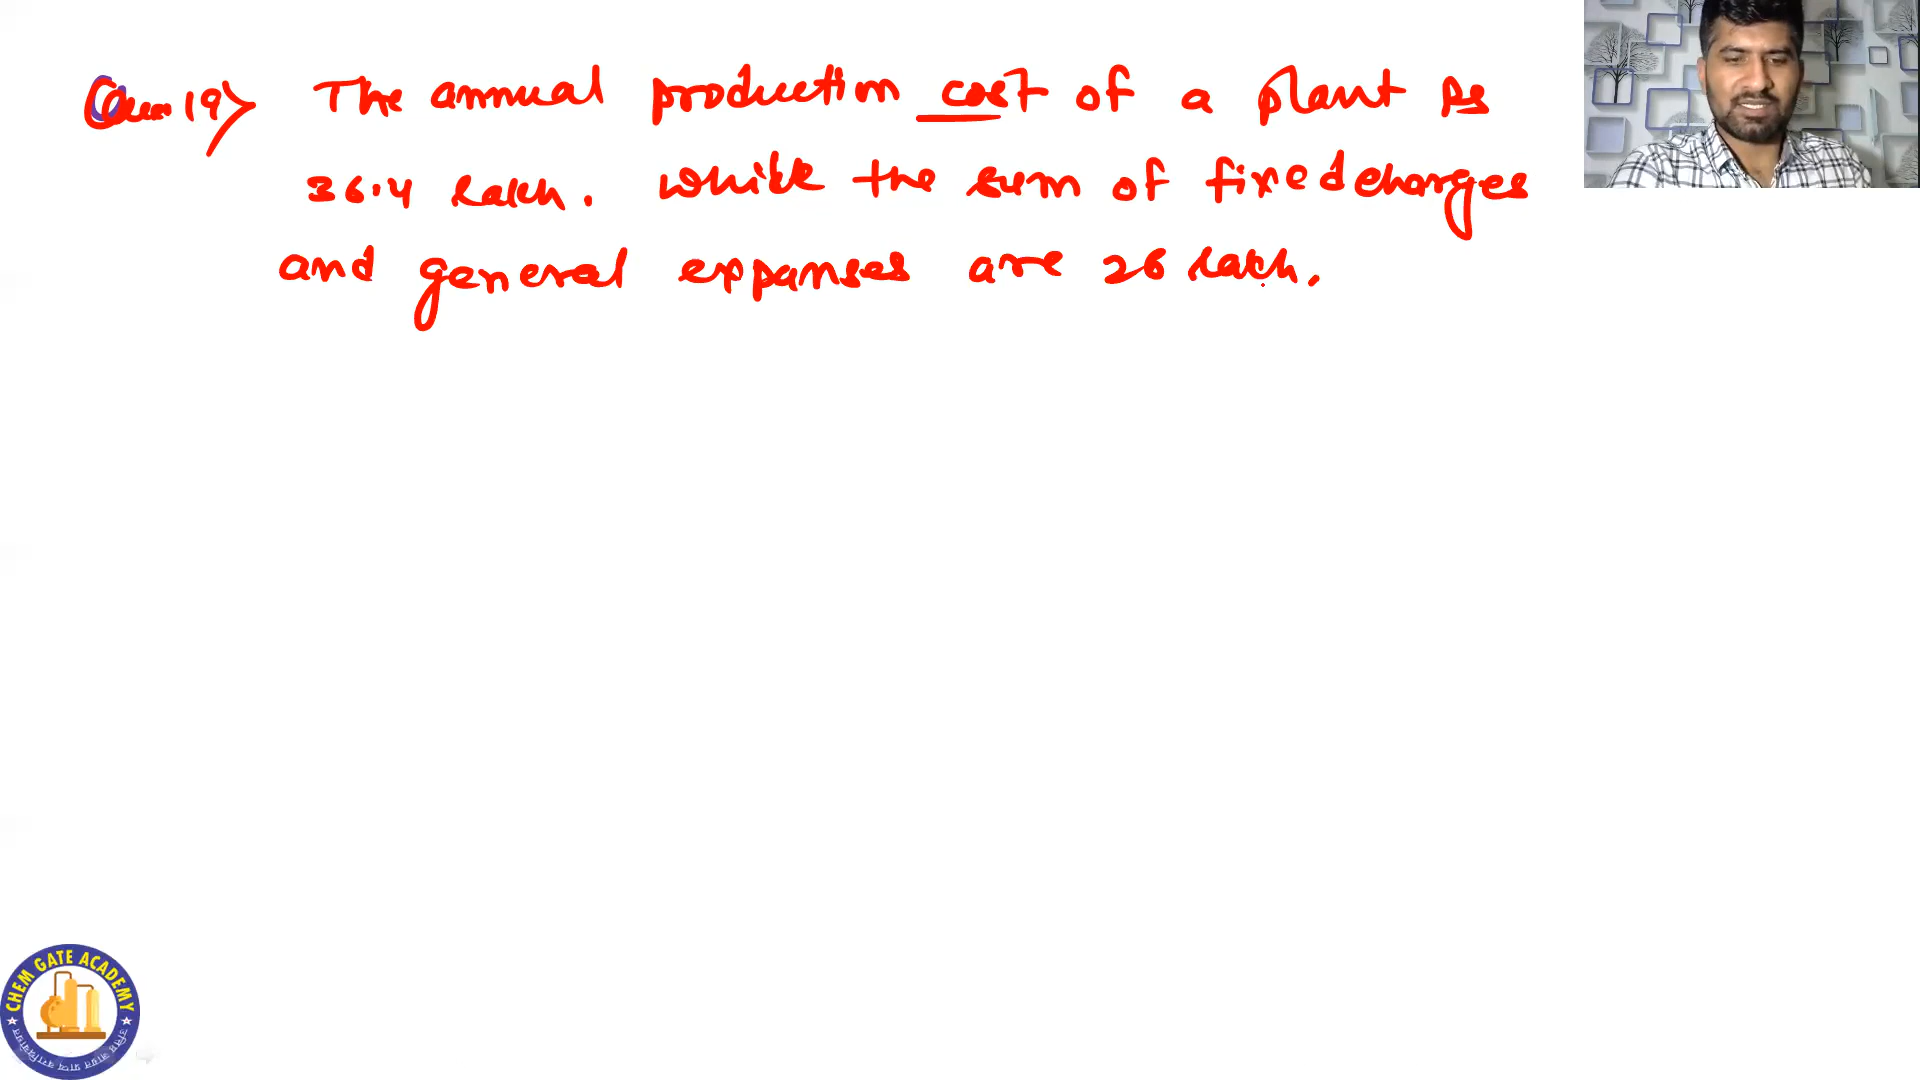 Ques 19> The annual production cost of a plant is
36.4 lakh. While the sum of fixed charges
and general expanses are 26 lakh.
CHEM GATE ACADEMY